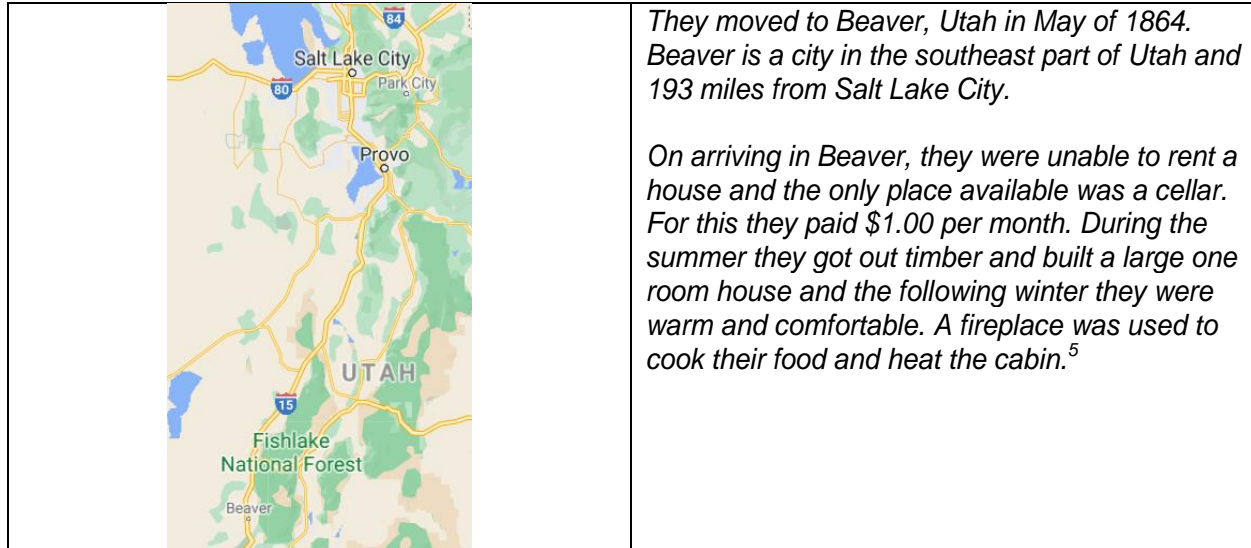 84
Salt Lake City
80
Park City
Provo
UTAH
15
Fishlake
National Forest
Beaver
They moved to Beaver, Utah in May of 1864.
Beaver is a city in the southeast part of Utah and
193 miles from Salt Lake City.
On arriving in Beaver, they were unable to rent a
house and the only place available was a cellar.
For this they paid $1.00 per month. During the
summer they got out timber and built a large one
room house and the following winter they were
warm and comfortable. A fireplace was used to
cook their food and heat the cabin.5